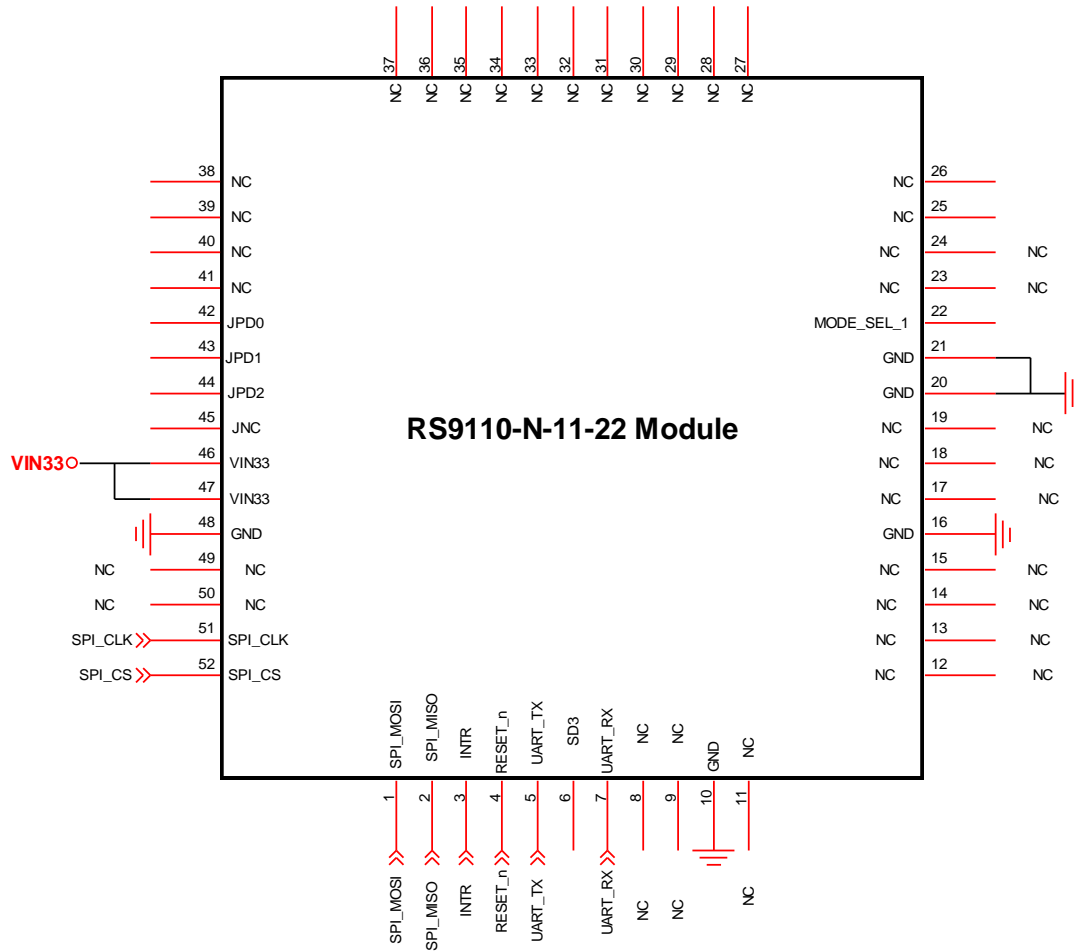 37 36 35 34 33 32 31 30 29 28 27
NC NC NC NC NC NC NC NC NC NC NC
38 NC NC 26
39 NC NC 25
40 NC NC 24 NC
41 NC NC 23 NC
42 JPD0 MODE_SEL_1 22
43 JPD1 GND 21
44 JPD2 GND 20
RS9110-N-11-22 Module
45 JNC NC 19 NC
VIN33 46 VIN33 NC 18 NC
47 VIN33 NC 17 NC
48 GND GND 16
NC 49 NC NC 15 NC
NC 50 NC NC 14 NC
SPI_CLK 51 SPI_CLK NC 13 NC
SPI_CS 52 SPI_CS NC 12 NC
SPI_MOSI SPI_MISO INTR RESET_n UART_TX SD3 UART_RX NC NC GND NC
1 2 3 4 5 6 7 8 9 10 11
SPI_MOSI SPI_MISO INTR RESET_n UART_TX UART_RX NC NC NC